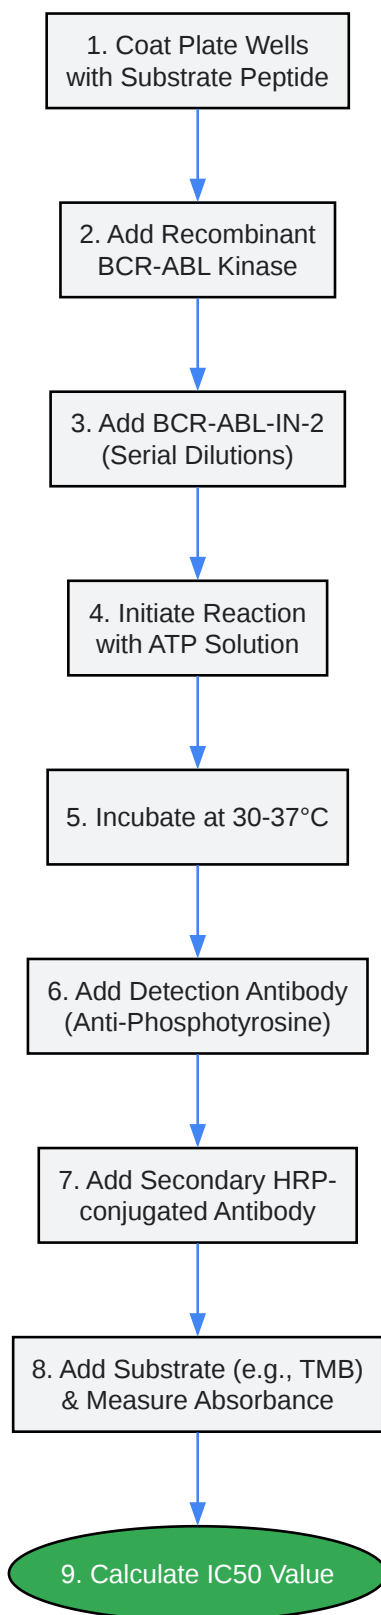 1. Coat Plate Wells
with Substrate Peptide
2. Add Recombinant
BCR-ABL Kinase
3. Add BCR-ABL-IN-2
(Serial Dilutions)
4. Initiate Reaction
with ATP Solution
5. Incubate at 30-37°C
6. Add Detection Antibody
(Anti-Phosphotyrosine)
7. Add Secondary HRP-
conjugated Antibody
8. Add Substrate (e.g., TMB)
& Measure Absorbance
9. Calculate IC50 Value